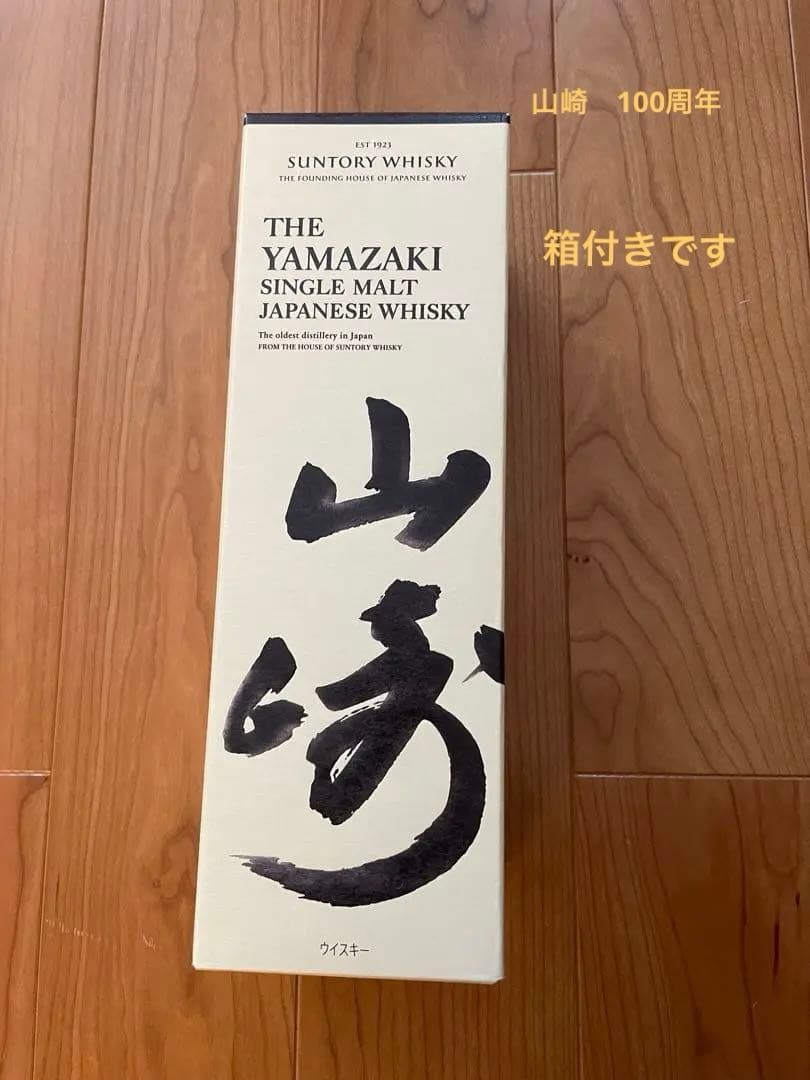 山崎　100周年
箱付きです
EST 1923
SUNTORY WHISKY
THE FOUNDING HOUSE OF JAPANESE WHISKY
THE
YAMAZAKI
SINGLE MALT
JAPANESE WHISKY
The oldest distillery in Japan
FROM THE HOUSE OF SUNTORY WHISKY
山
崎
ウイスキー